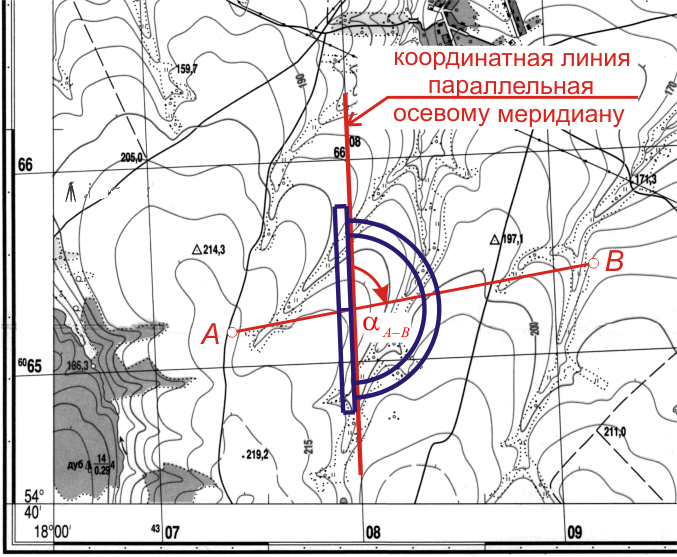 координатная линия
параллельная
осевому меридиану
159,7
160
170
66 08
205,0
66
171,3
214,3
197,1
B
A
α A–B
200
60 65
186,3
211,0
215
219,2
дуб 14 4
0.29
54°
40'
18°00' 43 07 08 09